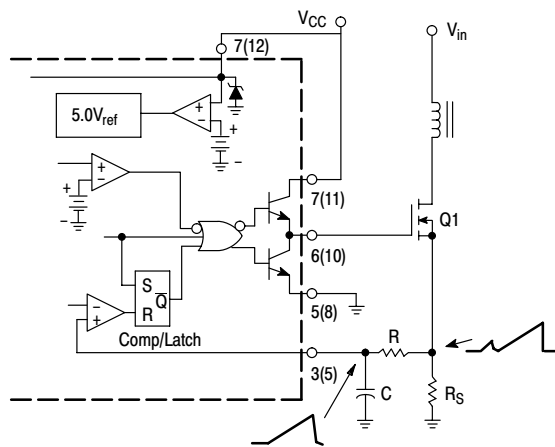 V_CC
V_in
7(12)
5.0V_ref
+
−
+
−
+
−
+
−
7(11)
Q1
6(10)
S
Q̅
R
5(8)
−
+
Comp/Latch
R
3(5)
C
R_S